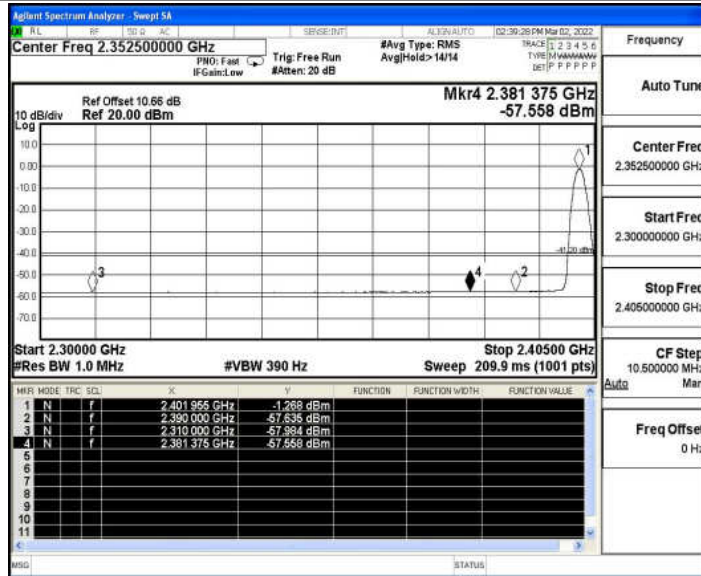 Agilent Spectrum Analyzer - Swept SA
RL RF 50 Ω AC SENSE:INT ALIGN AUTO 02:39:28 PM Mar 02, 2022
Center Freq 2.352500000 GHz
PNO: Fast
IFGain:Low
Trig: Free Run
#Atten: 20 dB
#Avg Type: RMS
Avg|Hold:> 14/14
TRACE 1 2 3 4 5 6
TYPE M
DET P P P P P P
Ref Offset 10.66 dB
Ref 20.00 dBm
10 dB/div
Log
Mkr4 2.381 375 GHz
-57.558 dBm
10.0
0.00
-10.0
-20.0
-30.0
-40.0
-50.0
-60.0
-70.0
1
2
3
4
-41.20 dBm
Start 2.30000 GHz
#Res BW 1.0 MHz
#VBW 390 Hz
Stop 2.40500 GHz
Sweep 209.9 ms (1001 pts)
MKR MODE TRC SCL X Y FUNCTION FUNCTION WIDTH FUNCTION VALUE
1 N f 2.401 955 GHz -1.268 dBm
2 N f 2.390 000 GHz -57.635 dBm
3 N f 2.310 000 GHz -57.984 dBm
4 N f 2.381 375 GHz -57.558 dBm
5
6
7
8
9
10
11
MSG STATUS
Frequency
Auto Tune
Center Freq
2.352500000 GHz
Start Freq
2.300000000 GHz
Stop Freq
2.405000000 GHz
CF Step
10.500000 MHz
Auto Man
Freq Offset
0 Hz